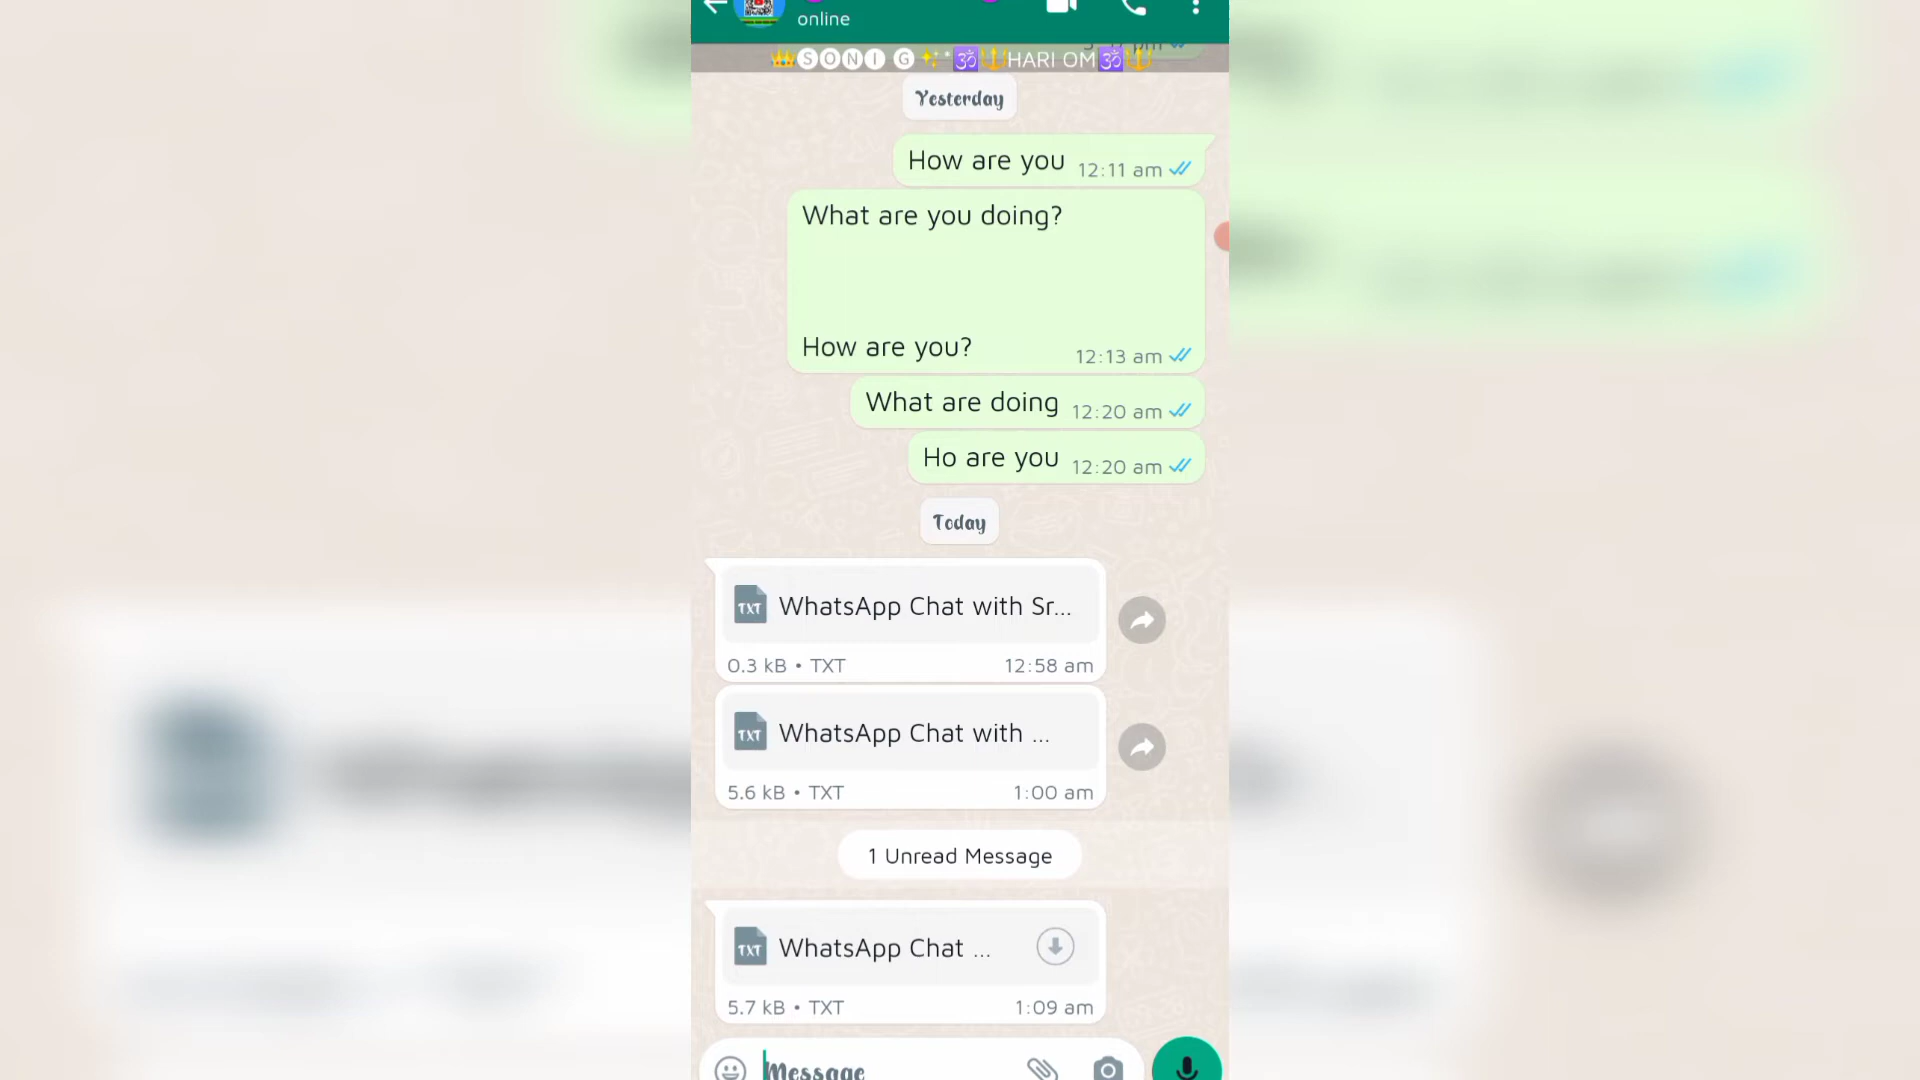 online
👑🅢🅞🅝🅘 🅖✨*🕉️🔱HARI OM🕉️🔱
Yesterday
How are you 12:11 am
What are you doing?
How are you? 12:13 am
What are doing 12:20 am
Ho are you 12:20 am
Today
TXT WhatsApp Chat with Sr...
0.3 kB • TXT 12:58 am
TXT WhatsApp Chat with ...
5.6 kB • TXT 1:00 am
1 Unread Message
TXT WhatsApp Chat ...
5.7 kB • TXT 1:09 am
Message